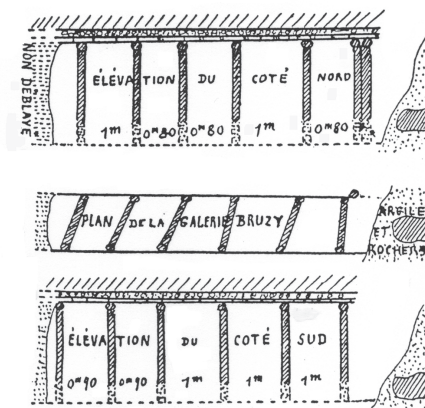 NON DÉBLAYÉ
ÉLÉVATION DU COTÉ NORD
1m 0m80 0m80 1m 0m80
PLAN DE LA GALERIE BRUZY
ARGILE
ET
ROCHERS
ÉLÉVATION DU COTÉ SUD
0m90 0m90 1m 1m 1m